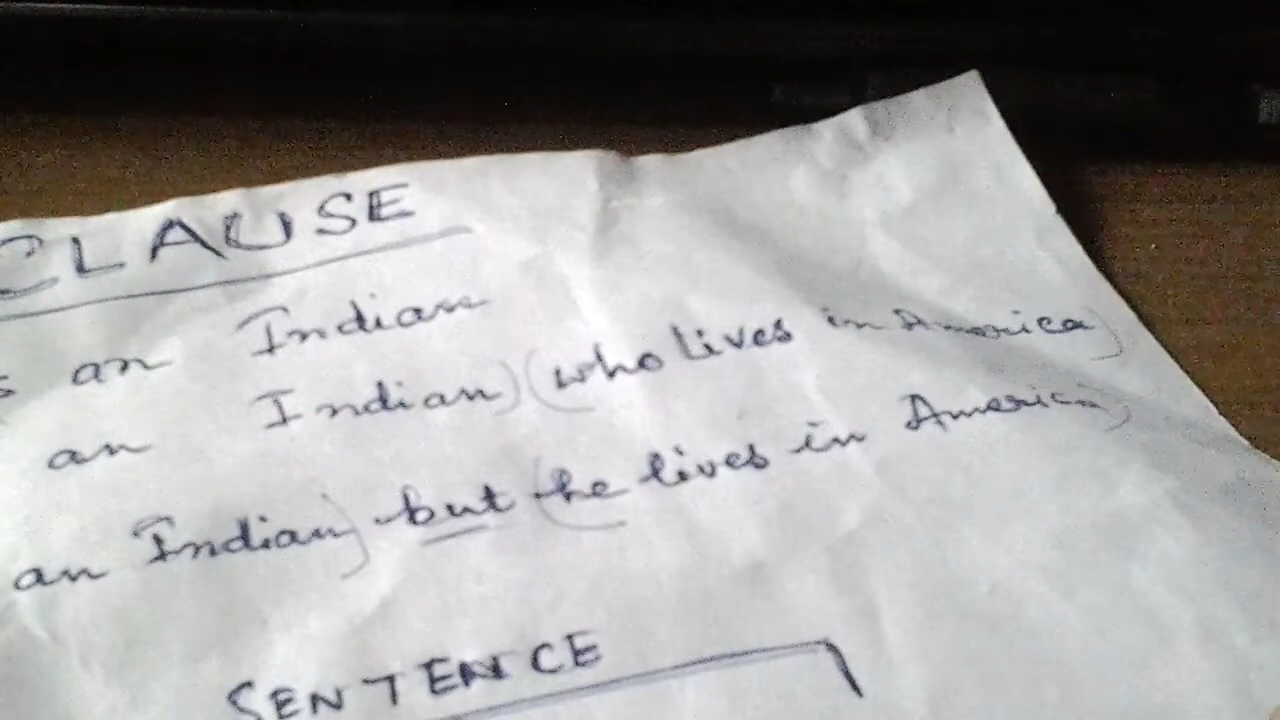 CLAUSE
s an Indian
an Indian) (who lives in America)
an Indian) but (he lives in America)
SENTENCE